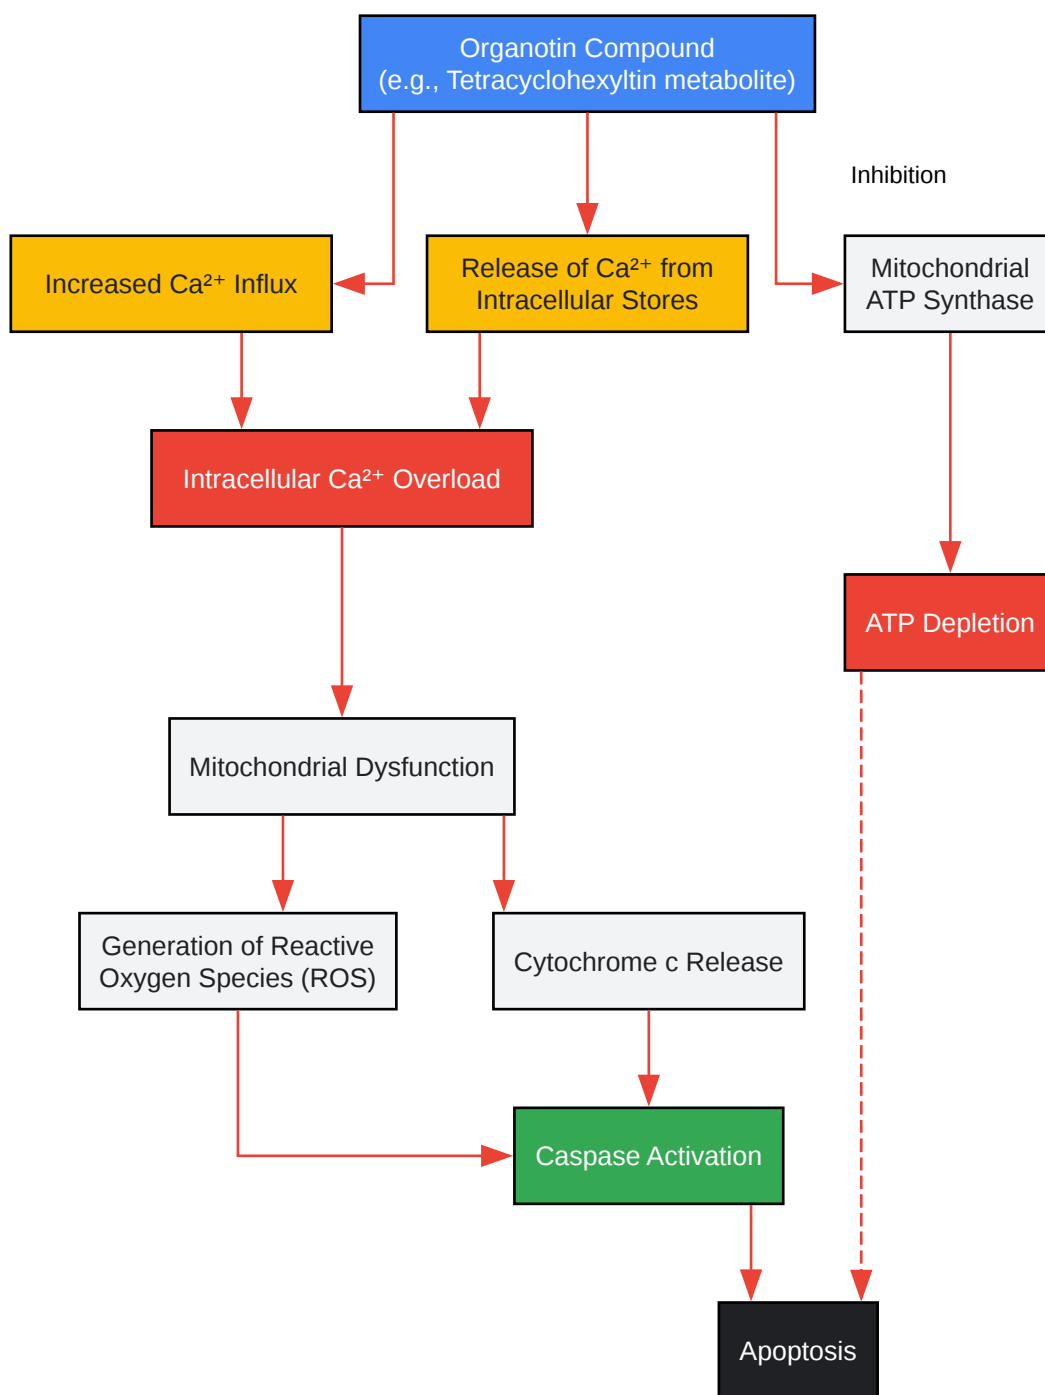 Organotin Compound
(e.g., Tetracyclohexyltin metabolite)
Inhibition
Increased Ca²⁺ Influx
Release of Ca²⁺ from
Intracellular Stores
Mitochondrial
ATP Synthase
Intracellular Ca²⁺ Overload
ATP Depletion
Mitochondrial Dysfunction
Generation of Reactive
Oxygen Species (ROS)
Cytochrome c Release
Caspase Activation
Apoptosis